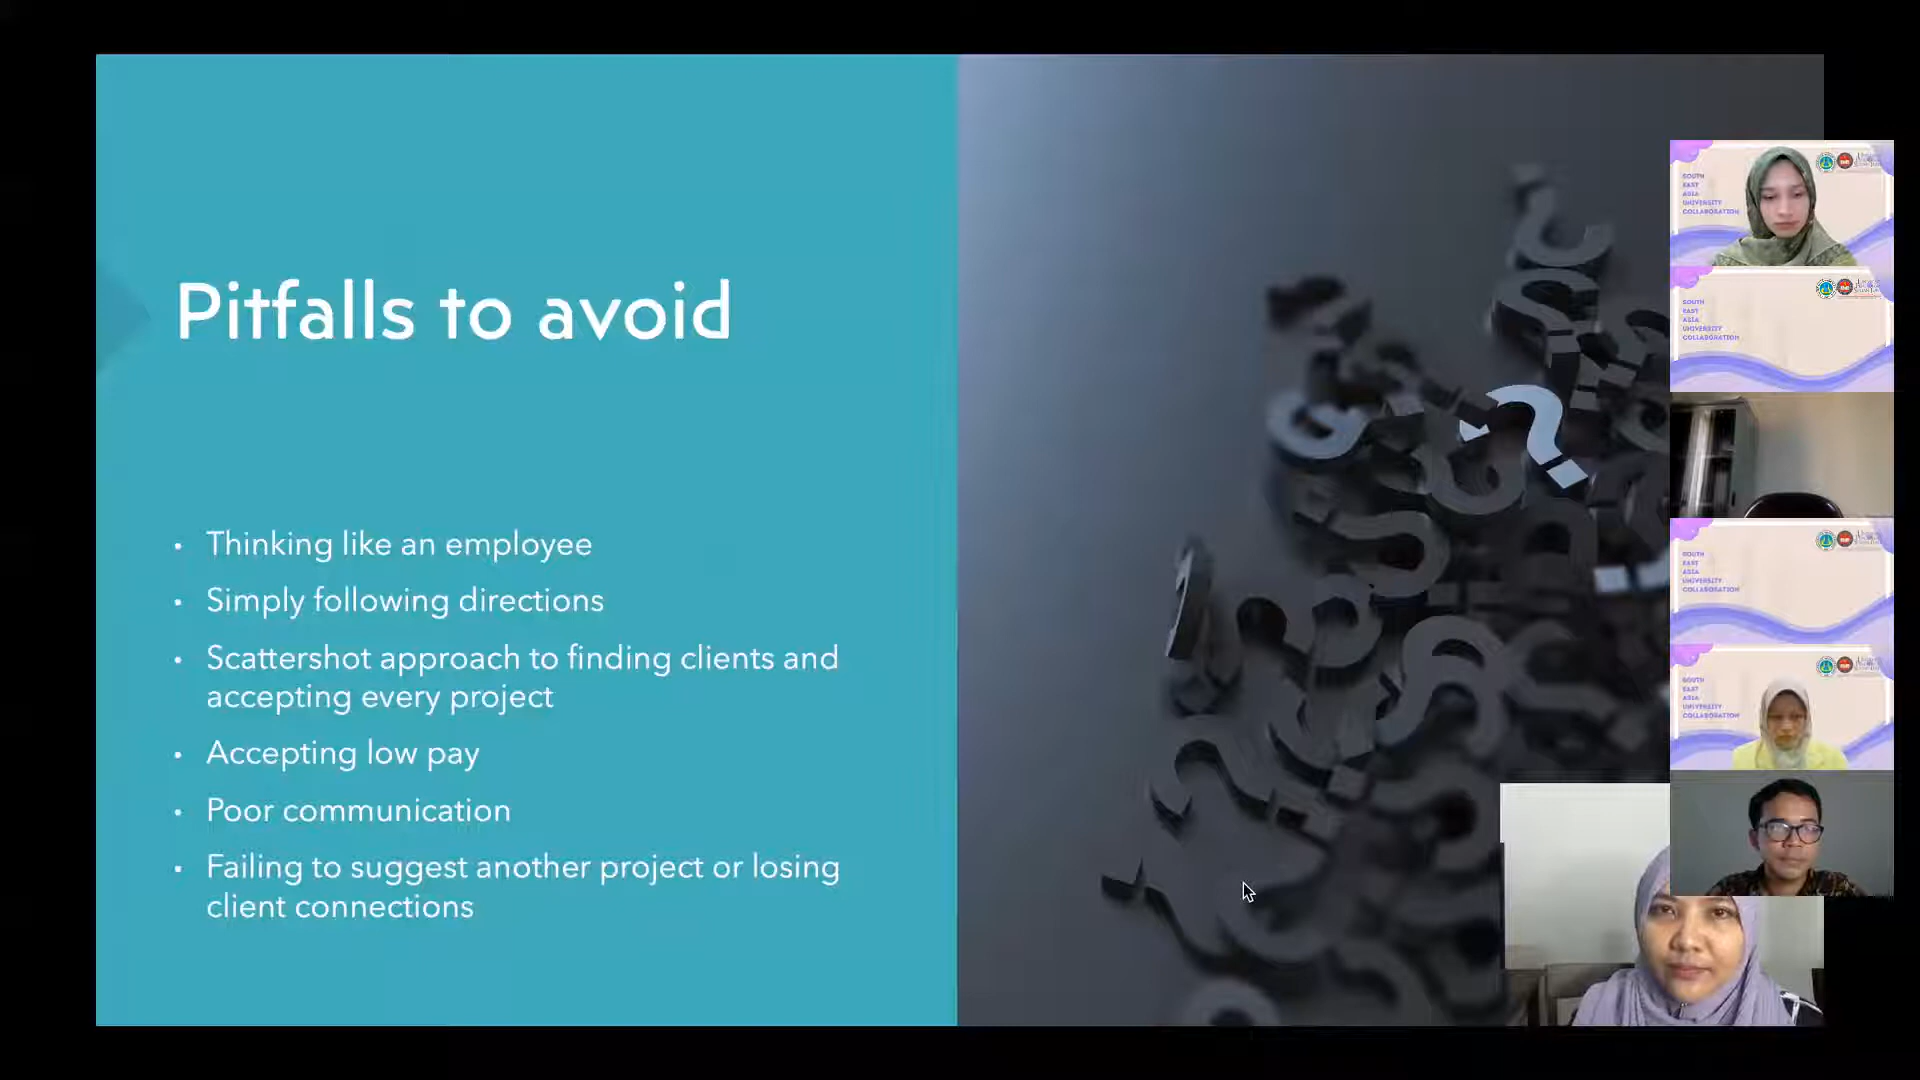 Pitfalls to avoid
• Thinking like an employee
• Simply following directions
• Scattershot approach to finding clients and
accepting every project
• Accepting low pay
• Poor communication
• Failing to suggest another project or losing
client connections
SOUTH
EAST
ASIA
UNIVERSITY
COLLABORATION
SOUTH
EAST
ASIA
UNIVERSITY
COLLABORATION
SOUTH
EAST
ASIA
UNIVERSITY
COLLABORATION
SOUTH
EAST
ASIA
UNIVERSITY
COLLABORATION